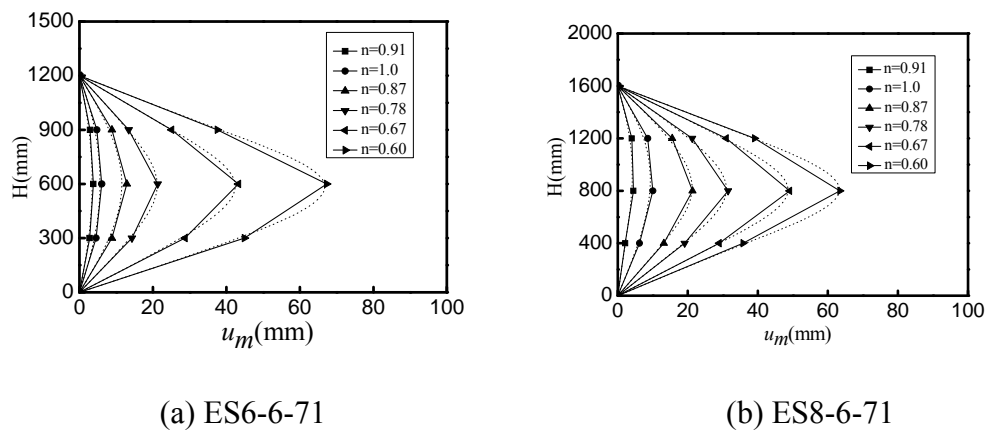 1500
1200
900
600
300
0
H(mm)
0 20 40 60 80 100
u_m(mm)
n=0.91
n=1.0
n=0.87
n=0.78
n=0.67
n=0.60
(a) ES6-6-71
2000
1600
1200
800
400
0
H(mm)
0 20 40 60 80 100
u_m(mm)
n=0.91
n=1.0
n=0.87
n=0.78
n=0.67
n=0.60
(b) ES8-6-71